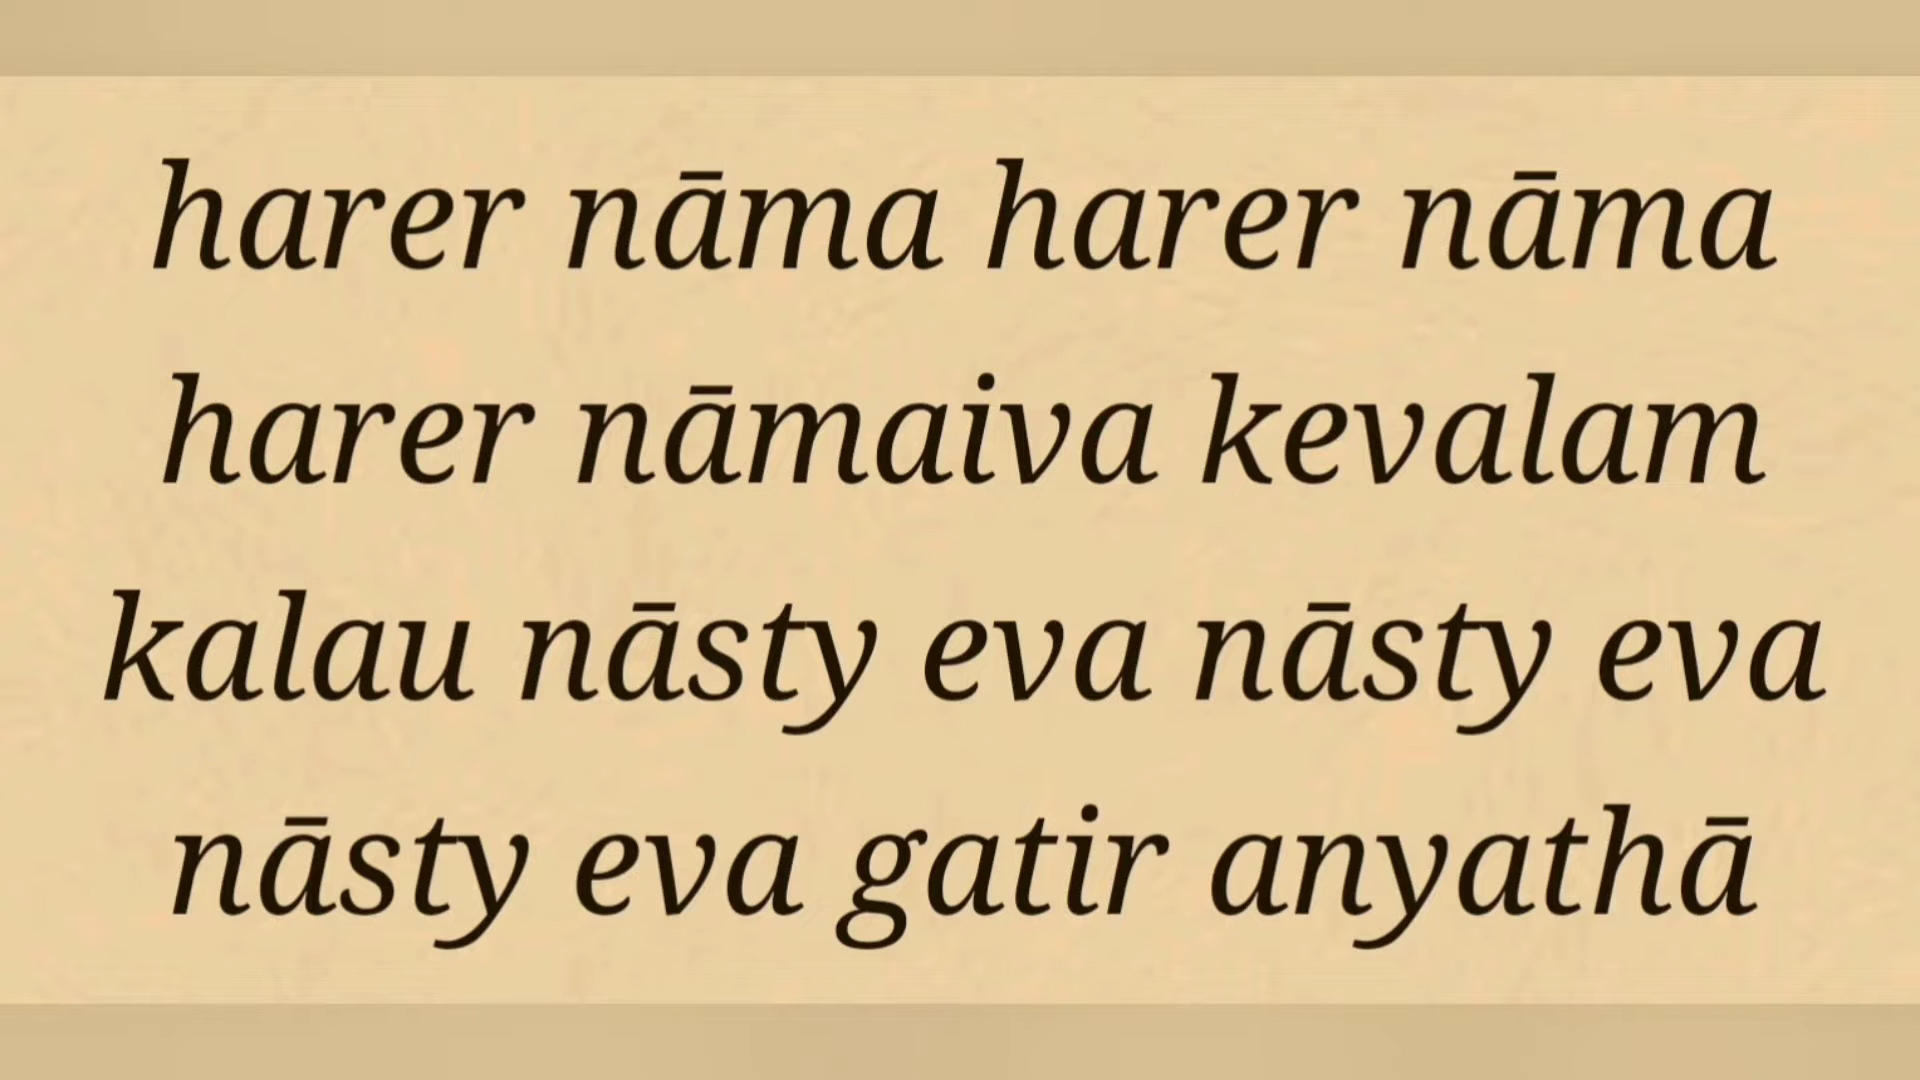 harer nāma harer nāma
harer nāmaiva kevalam
kalau nāsty eva nāsty eva
nāsty eva gatir anyathā